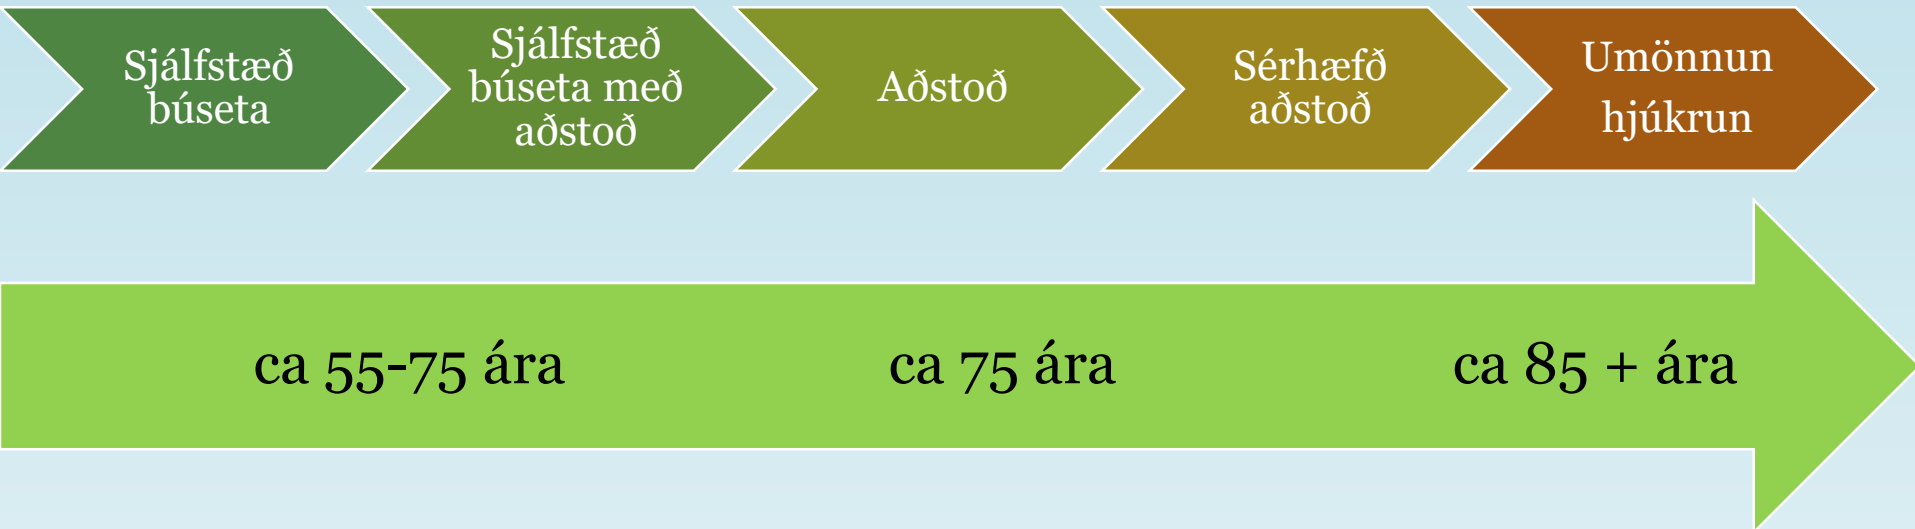 Sjálfstæð
búseta
Sjálfstæð
búseta með
aðstoð
Aðstoð
Sérhæfð
aðstoð
Umönnun
hjúkrun
ca 55-75 ára
ca 75 ára
ca 85 + ára